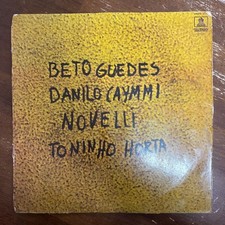 BETO GUEDES
DANILO CAYMMI
NOVELLI
TONINHO HORTA